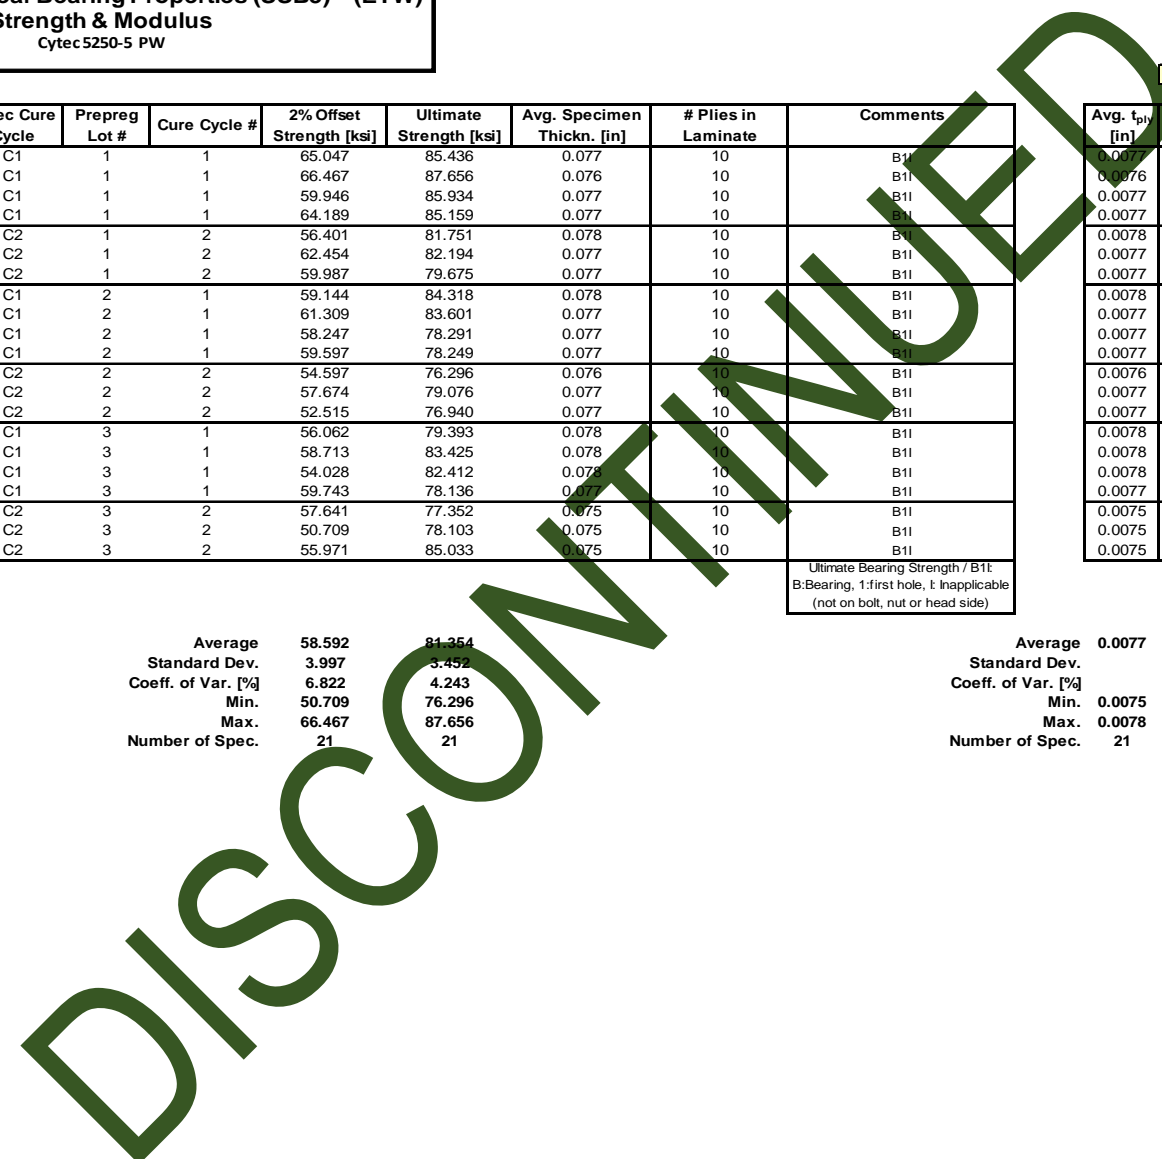 Bearing Properties (SSB3) - (ETW)
Strength & Modulus
Cytec 5250-5 PW
Cure Prepreg Cure Cycle # 2% Offset Ultimate Avg. Specimen # Plies in Comments Avg. tply
Lot # Strength [ksi] Strength [ksi] Thickn. [in] Laminate [in]
C1 1 1 65.047 85.436 0.077 10 B1I 0.0077
C1 1 1 66.467 87.656 0.076 10 B1I 0.0076
C1 1 1 59.946 85.934 0.077 10 B1I 0.0077
C1 1 1 64.189 85.159 0.077 10 B1I 0.0077
C2 1 2 56.401 81.751 0.078 10 B1I 0.0078
C2 1 2 62.454 82.194 0.077 10 B1I 0.0077
C2 1 2 59.987 79.675 0.077 10 B1I 0.0077
C1 2 1 59.144 84.318 0.078 10 B1I 0.0078
C1 2 1 61.309 83.601 0.077 10 B1I 0.0077
C1 2 1 58.247 78.291 0.077 10 B1I 0.0077
C1 2 1 59.597 78.249 0.077 10 B1I 0.0077
C2 2 2 54.597 76.296 0.076 10 B1I 0.0076
C2 2 2 57.674 79.076 0.077 10 B1I 0.0077
C2 2 2 52.515 76.940 0.077 10 B1I 0.0077
C1 3 1 56.062 79.393 0.078 10 B1I 0.0078
C1 3 1 58.713 83.425 0.078 10 B1I 0.0078
C1 3 1 54.028 82.412 0.078 10 B1I 0.0078
C1 3 1 59.743 78.136 0.077 10 B1I 0.0077
C2 3 2 57.641 77.352 0.075 10 B1I 0.0075
C2 3 2 50.709 78.103 0.075 10 B1I 0.0075
C2 3 2 55.971 85.033 0.075 10 B1I 0.0075
Ultimate Bearing Strength / B1I:
B:Bearing, 1:first hole, I: Inapplicable
(not on bolt, nut or head side)
Average 58.592 81.354 Average 0.0077
Standard Dev. 3.997 3.452 Standard Dev.
Coeff. of Var. [%] 6.822 4.243 Coeff. of Var. [%]
Min. 50.709 76.296 Min. 0.0075
Max. 66.467 87.656 Max. 0.0078
Number of Spec. 21 21 Number of Spec. 21
DISCONTINUED